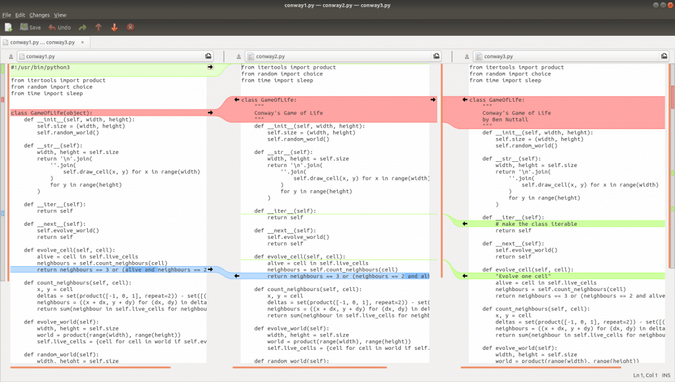 conway1.py — conway2.py — conway3.py
File Edit Changes View
Save Undo
conway1.py ... conway3.py ×
conway1.py
#!/usr/bin/python3
from itertools import product
from random import choice
from time import sleep
class GameOfLife(object):
def __init__(self, width, height):
self.size = (width, height)
self.random_world()
def __str__(self):
width, height = self.size
return '\n'.join(
''.join(
self.draw_cell(x, y) for x in range(width)
)
for y in range(height)
)
def __iter__(self):
return self
def __next__(self):
self.evolve_world()
return self
def evolve_cell(self, cell):
alive = cell in self.live_cells
neighbours = self.count_neighbours(cell)
return neighbours == 3 or (alive and neighbours == 2
def count_neighbours(self, cell):
x, y = cell
deltas = set(product([-1, 0, 1], repeat=2)) - set([(
neighbours = ((x + dx, y + dy) for (dx, dy) in delta
return sum(neighbour in self.live_cells for neighbou
def evolve_world(self):
width, height = self.size
world = product(range(width), range(height))
self.live_cells = {cell for cell in world if self.ev
def random_world(self):
width, height = self.size
conway2.py
from itertools import product
from random import choice
from time import sleep
class GameOfLife:
"""
Conway's Game of Life
"""
def __init__(self, width, height):
self.size = (width, height)
self.random_world()
def __str__(self):
width, height = self.size
return '\n'.join(
''.join(
self.draw_cell(x, y) for x in range(width)
)
for y in range(height)
)
def __iter__(self):
return self
def __next__(self):
self.evolve_world()
return self
def evolve_cell(self, cell):
alive = cell in self.live_cells
neighbours = self.count_neighbours(cell)
return neighbours == 3 or (neighbours == 2 and ali
def count_neighbours(self, cell):
x, y = cell
deltas = set(product([-1, 0, 1], repeat=2)) - set(
neighbours = ((x + dx, y + dy) for (dx, dy) in del
return sum(neighbour in self.live_cells for neighb
def evolve_world(self):
width, height = self.size
world = product(range(width), range(height))
self.live_cells = {cell for cell in world if self.
def random_world(self):
conway3.py
from itertools import product
from random import choice
from time import sleep
class GameOfLife:
"""
Conway's Game of Life
by Ben Nuttall
"""
def __init__(self, width, height):
self.size = (width, height)
self.random_world()
def __str__(self):
width, height = self.size
return '\n'.join(
''.join(
self.draw_cell(x, y) for x in range(width)
)
for y in range(height)
)
def __iter__(self):
# make the class iterable
return self
def __next__(self):
self.evolve_world()
return self
def evolve_cell(self, cell):
"Evolve one cell"
alive = cell in self.live_cells
neighbours = self.count_neighbours(cell)
return neighbours == 3 or (neighbours == 2 and alive
def count_neighbours(self, cell):
x, y = cell
deltas = set(product([-1, 0, 1], repeat=2)) - set([(
neighbours = ((x + dx, y + dy) for (dx, dy) in delta
return sum(neighbour in self.live_cells for neighbou
def evolve_world(self):
width, height = self.size
world = product(range(width), range(height))
Ln 1, Col 1 INS